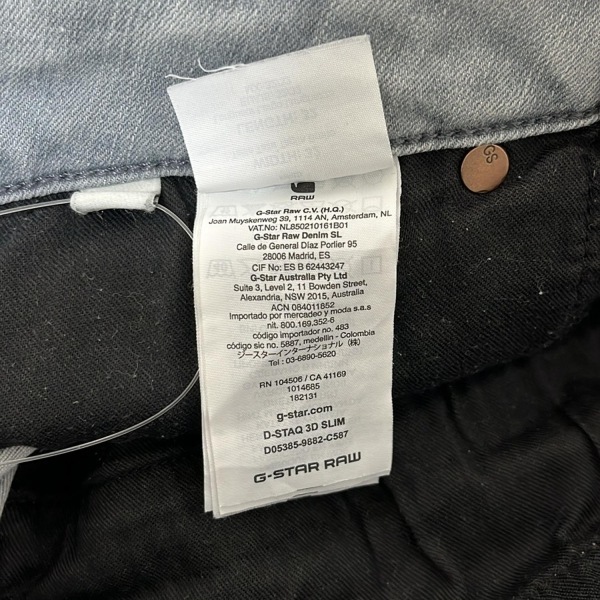 RAW
G-Star Raw C.V. (H.Q.)
Joan Muyskenweg 39, 1114 AN, Amsterdam, NL
VAT.No: NL850210161B01
G-Star Raw Denim SL
Calle de General Díaz Porlier 95
28006 Madrid, ES
CIF No: ES B 62443247
G-Star Australia Pty Ltd
Suite 3, Level 2, 11 Bowden Street,
Alexandria, NSW 2015, Australia
ACN 084011852
Importado por mercadeo y moda s.a.s
nit. 800.169.352-6
código importador no. 483
código sic no. 5887, medellin - Colombia
ジースターインターナショナル（株）
Tel : 03-6890-5620
RN 104506 / CA 41169
1014685
182131
g-star.com
D-STAQ 3D SLIM
D05385-9882-C587
G-STAR RAW
GS